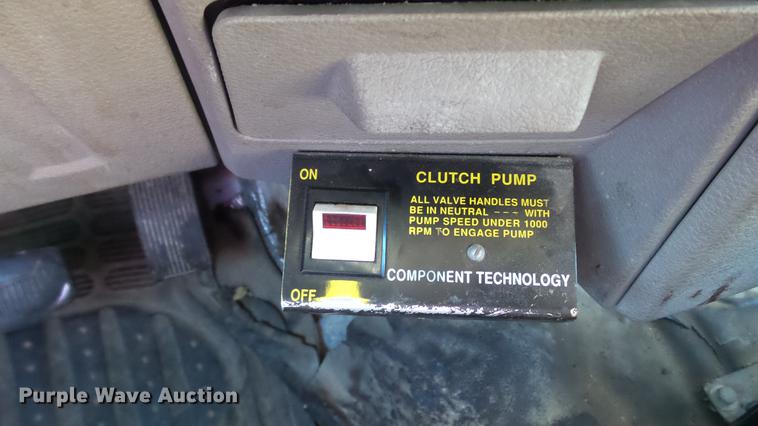 ON
CLUTCH PUMP
ALL VALVE HANDLES MUST
BE IN NEUTRAL --- WITH
PUMP SPEED UNDER 1000
RPM TO ENGAGE PUMP
COMPONENT TECHNOLOGY
OFF
Purple Wave Auction